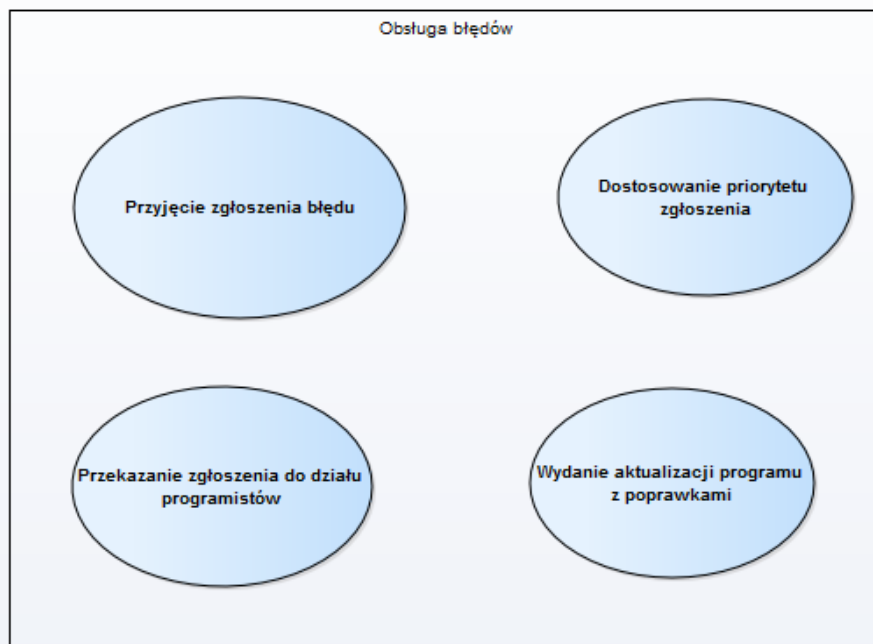 Obsługa błędów
Przyjęcie zgłoszenia błędu
Dostosowanie priorytetu
zgłoszenia
Przekazanie zgłoszenia do działu
programistów
Wydanie aktualizacji programu
z poprawkami